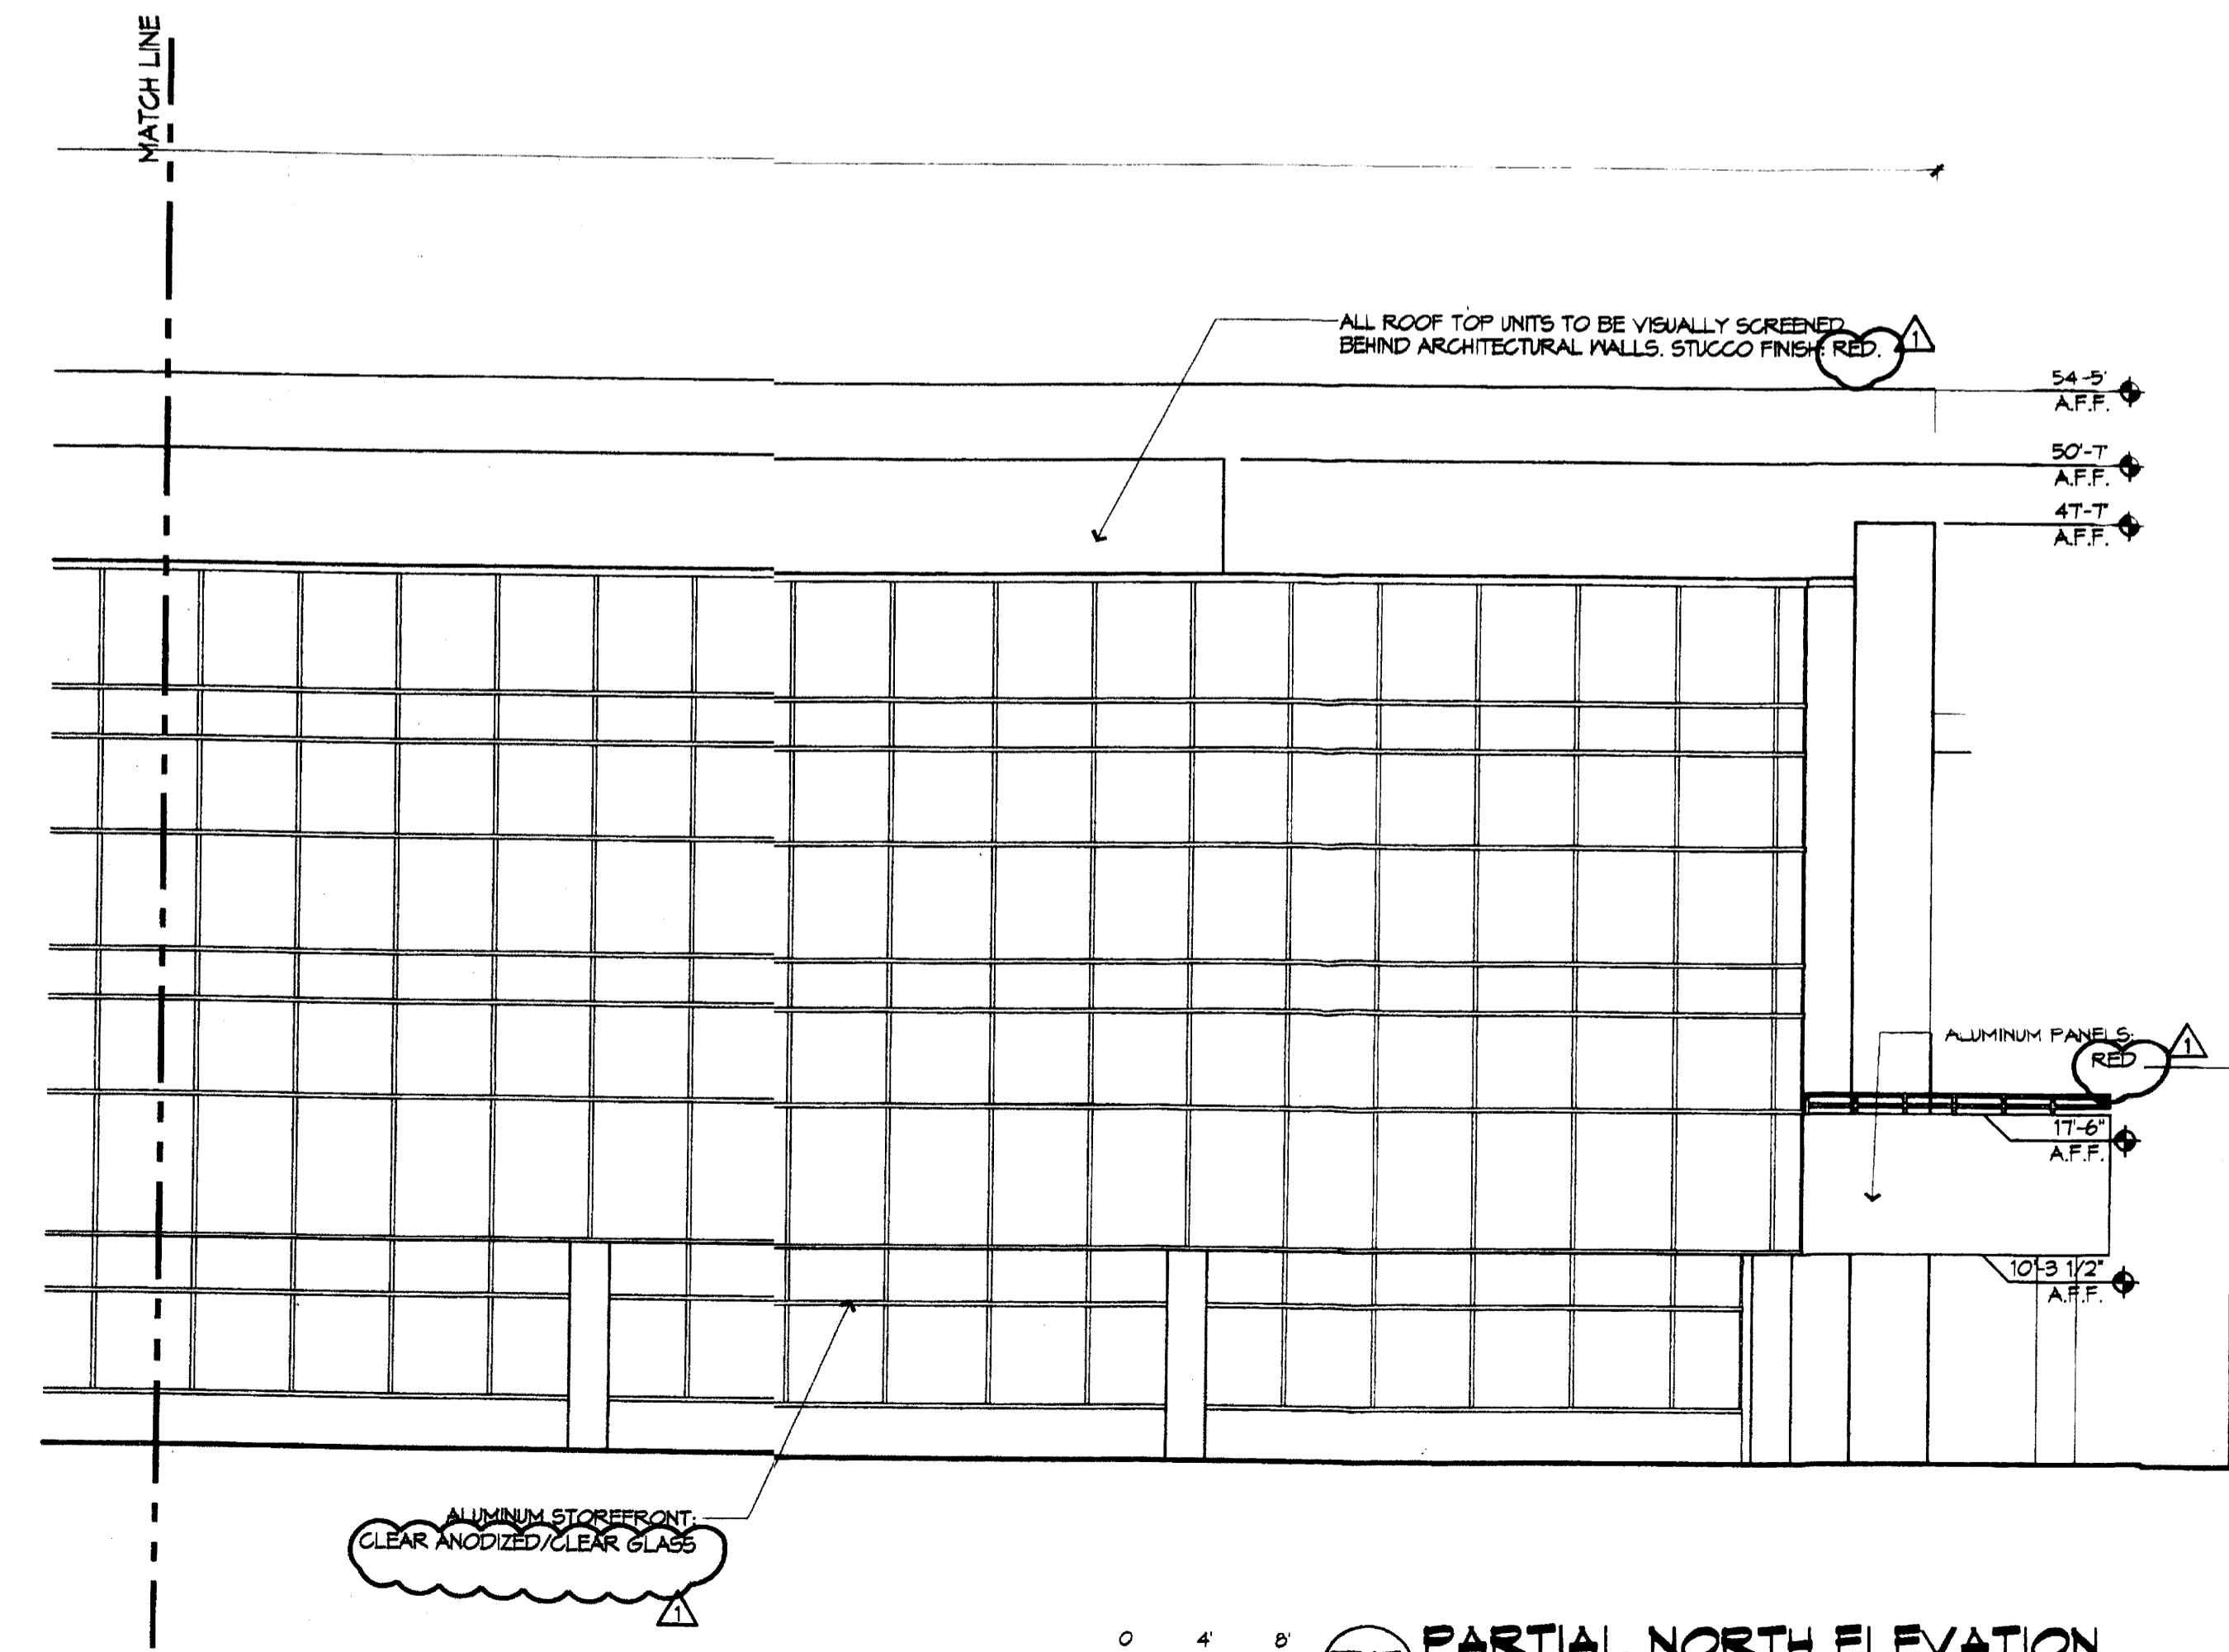 MATCH LINE
ALL ROOF TOP UNITS TO BE VISUALLY SCREENED
BEHIND ARCHITECTURAL WALLS. STUCCO FINISH: RED.
1
54'-5"
A.F.F.
50'-7"
A.F.F.
47'-7"
A.F.F.
ALUMINUM PANELS:
RED
1
17'-6"
A.F.F.
10'-3 1/2"
A.F.F.
ALUMINUM STOREFRONT:
CLEAR ANODIZED/CLEAR GLASS
1
0 4' 8'
PARTIAL NORTH ELEVATION